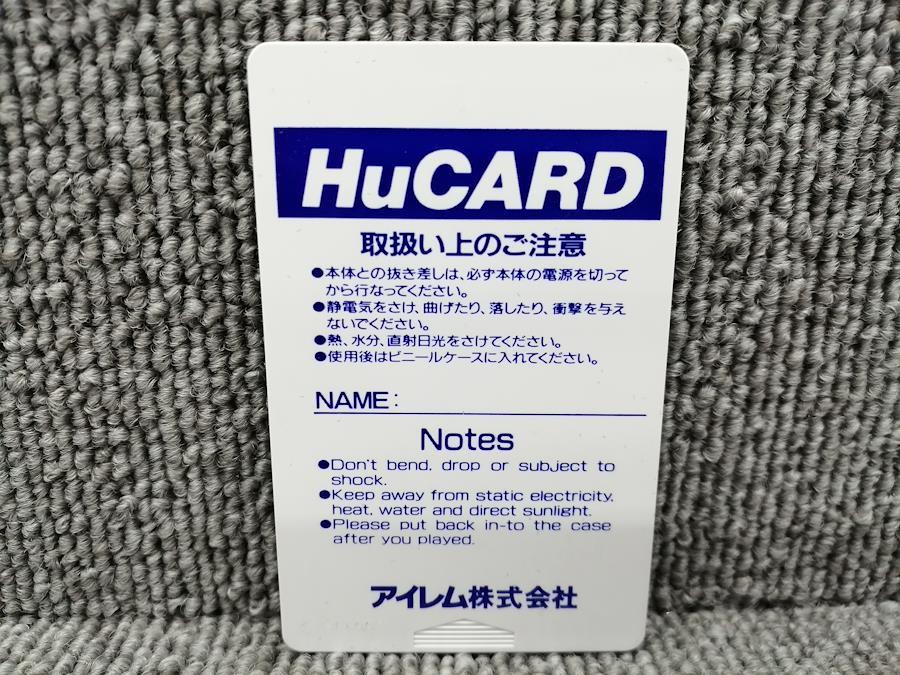 HuCARD
取扱い上のご注意
●本体との抜き差しは、必ず本体の電源を切って
から行なってください。
●静電気をさけ、曲げたり、落したり、衝撃を与え
ないでください。
●熱、水分、直射日光をさけてください。
●使用後はビニールケースに入れてください。
NAME:
Notes
●Don't bend, drop or subject to
shock.
●Keep away from static electricity,
heat, water and direct sunlight.
●Please put back in-to the case
after you played.
アイレム株式会社